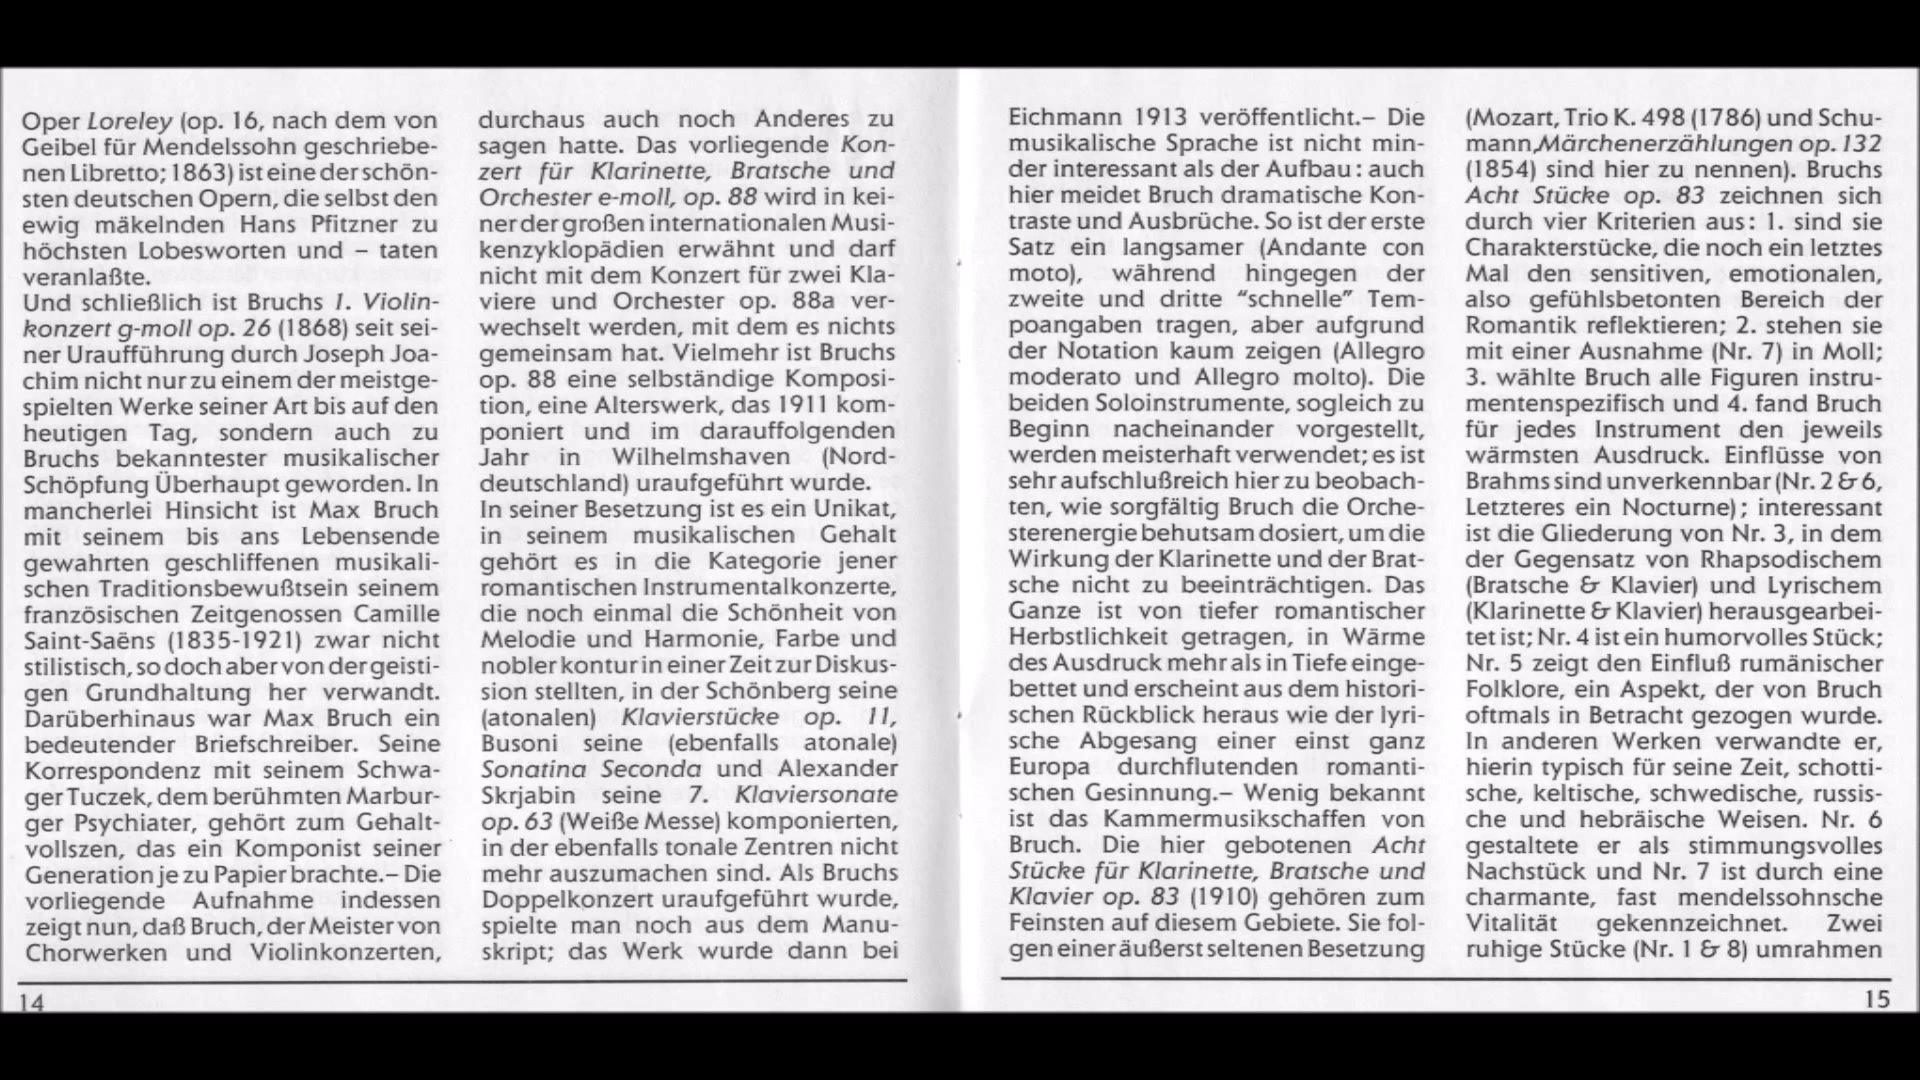 Oper Loreley (op. 16, nach dem von
Geibel für Mendelssohn geschriebe-
nen Libretto; 1863) ist eine der schön-
sten deutschen Opern, die selbst den
ewig mäkelnden Hans Pfitzner zu
höchsten Lobesworten und – taten
veranlaßte.
Und schließlich ist Bruchs 1. Violin-
konzert g-moll op. 26 (1868) seit sei-
ner Uraufführung durch Joseph Joa-
chim nicht nur zu einem der meistge-
spielten Werke seiner Art bis auf den
heutigen Tag, sondern auch zu
Bruchs bekanntester musikalischer
Schöpfung Überhaupt geworden. In
mancherlei Hinsicht ist Max Bruch
mit seinem bis ans Lebensende
gewahrten geschliffenen musikali-
schen Traditionsbewußtsein seinem
französischen Zeitgenossen Camille
Saint-Saëns (1835-1921) zwar nicht
stilistisch, so doch aber von der geisti-
gen Grundhaltung her verwandt.
Darüberhinaus war Max Bruch ein
bedeutender Briefschreiber. Seine
Korrespondenz mit seinem Schwa-
ger Tuczek, dem berühmten Marbur-
ger Psychiater, gehört zum Gehalt-
vollszen, das ein Komponist seiner
Generation je zu Papier brachte.– Die
vorliegende Aufnahme indessen
zeigt nun, daß Bruch, der Meister von
Chorwerken und Violinkonzerten,
14
durchaus auch noch Anderes zu
sagen hatte. Das vorliegende Kon-
zert für Klarinette, Bratsche und
Orchester e-moll, op. 88 wird in kei-
ner der großen internationalen Musi-
kenzyklopädien erwähnt und darf
nicht mit dem Konzert für zwei Kla-
viere und Orchester op. 88a ver-
wechselt werden, mit dem es nichts
gemeinsam hat. Vielmehr ist Bruchs
op. 88 eine selbständige Komposi-
tion, eine Alterswerk, das 1911 kom-
poniert und im darauffolgenden
Jahr in Wilhelmshaven (Nord-
deutschland) uraufgeführt wurde.
In seiner Besetzung ist es ein Unikat,
in seinem musikalischen Gehalt
gehört es in die Kategorie jener
romantischen Instrumentalkonzerte,
die noch einmal die Schönheit von
Melodie und Harmonie, Farbe und
nobler kontur in einer Zeit zur Diskus-
sion stellten, in der Schönberg seine
(atonalen) Klavierstücke op. 11,
Busoni seine (ebenfalls atonale)
Sonatina Seconda und Alexander
Skrjabin seine 7. Klaviersonate
op. 63 (Weiße Messe) komponierten,
in der ebenfalls tonale Zentren nicht
mehr auszumachen sind. Als Bruchs
Doppelkonzert uraufgeführt wurde,
spielte man noch aus dem Manu-
skript; das Werk wurde dann bei
Eichmann 1913 veröffentlicht.– Die
musikalische Sprache ist nicht min-
der interessant als der Aufbau: auch
hier meidet Bruch dramatische Kon-
traste und Ausbrüche. So ist der erste
Satz ein langsamer (Andante con
moto), während hingegen der
zweite und dritte “schnelle” Tem-
poangaben tragen, aber aufgrund
der Notation kaum zeigen (Allegro
moderato und Allegro molto). Die
beiden Soloinstrumente, sogleich zu
Beginn nacheinander vorgestellt,
werden meisterhaft verwendet; es ist
sehr aufschlußreich hier zu beobach-
ten, wie sorgfältig Bruch die Orche-
sterenergie behutsam dosiert, um die
Wirkung der Klarinette und der Brat-
sche nicht zu beeinträchtigen. Das
Ganze ist von tiefer romantischer
Herbstlichkeit getragen, in Wärme
des Ausdruck mehr als in Tiefe einge-
bettet und erscheint aus dem histori-
schen Rückblick heraus wie der lyri-
sche Abgesang einer einst ganz
Europa durchflutenden romanti-
schen Gesinnung.– Wenig bekannt
ist das Kammermusikschaffen von
Bruch. Die hier gebotenen Acht
Stücke für Klarinette, Bratsche und
Klavier op. 83 (1910) gehören zum
Feinsten auf diesem Gebiete. Sie fol-
gen einer äußerst seltenen Besetzung
(Mozart, Trio K. 498 (1786) und Schu-
mann,Märchenerzählungen op. 132
(1854) sind hier zu nennen). Bruchs
Acht Stücke op. 83 zeichnen sich
durch vier Kriterien aus: 1. sind sie
Charakterstücke, die noch ein letztes
Mal den sensitiven, emotionalen,
also gefühlsbetonten Bereich der
Romantik reflektieren; 2. stehen sie
mit einer Ausnahme (Nr. 7) in Moll;
3. wählte Bruch alle Figuren instru-
mentenspezifisch und 4. fand Bruch
für jedes Instrument den jeweils
wärmsten Ausdruck. Einflüsse von
Brahms sind unverkennbar (Nr. 2 & 6,
Letzteres ein Nocturne); interessant
ist die Gliederung von Nr. 3, in dem
der Gegensatz von Rhapsodischem
(Bratsche & Klavier) und Lyrischem
(Klarinette & Klavier) herausgearbei-
tet ist; Nr. 4 ist ein humorvolles Stück;
Nr. 5 zeigt den Einfluß rumänischer
Folklore, ein Aspekt, der von Bruch
oftmals in Betracht gezogen wurde.
In anderen Werken verwandte er,
hierin typisch für seine Zeit, schotti-
sche, keltische, schwedische, russis-
che und hebräische Weisen. Nr. 6
gestaltete er als stimmungsvolles
Nachstück und Nr. 7 ist durch eine
charmante, fast mendelssohnsche
Vitalität gekennzeichnet. Zwei
ruhige Stücke (Nr. 1 & 8) umrahmen
15